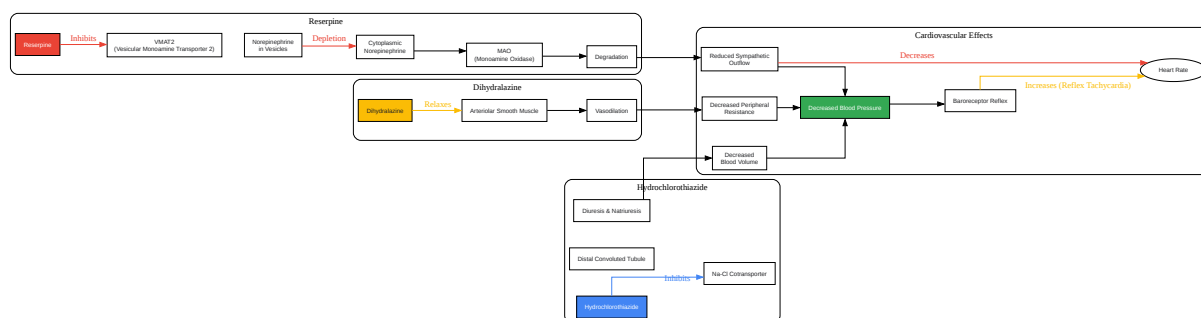 Reserpine
Reserpine
Inhibits
VMAT2
(Vesicular Monoamine Transporter 2)
Norepinephrine
in Vesicles
Depletion
Cytoplasmic
Norepinephrine
MAO
(Monoamine Oxidase)
Degradation
Dihydralazine
Dihydralazine
Relaxes
Arteriolar Smooth Muscle
Vasodilation
Cardiovascular Effects
Reduced Sympathetic
Outflow
Decreases
Heart Rate
Increases (Reflex Tachycardia)
Decreased Peripheral
Resistance
Decreased Blood Pressure
Baroreceptor Reflex
Decreased
Blood Volume
Hydrochlorothiazide
Diuresis & Natriuresis
Distal Convoluted Tubule
Na-Cl Cotransporter
Inhibits
Hydrochlorothiazide